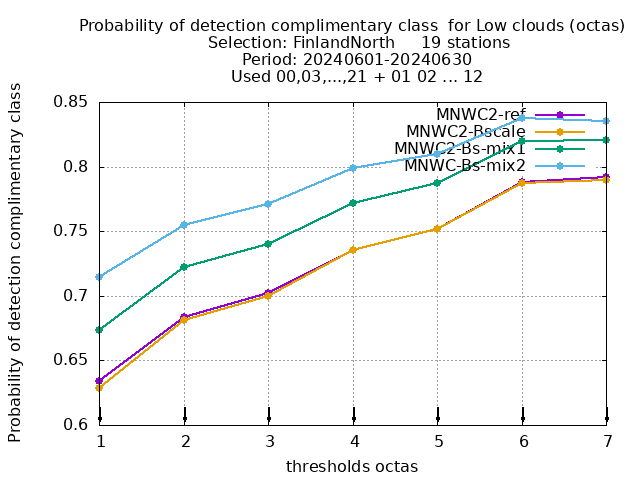 Probability of detection complimentary class  for Low clouds (octas)
Selection: FinlandNorth     19 stations
Period: 20240601-20240630
Used 00,03,...,21 + 01 02 ... 12
Probability of detection complimentary class
0.85
0.8
0.75
0.7
0.65
0.6
MNWC2-ref
MNWC2-Bscale
MNWC2-Bs-mix1
MNWC-Bs-mix2
1 2 3 4 5 6 7
thresholds octas